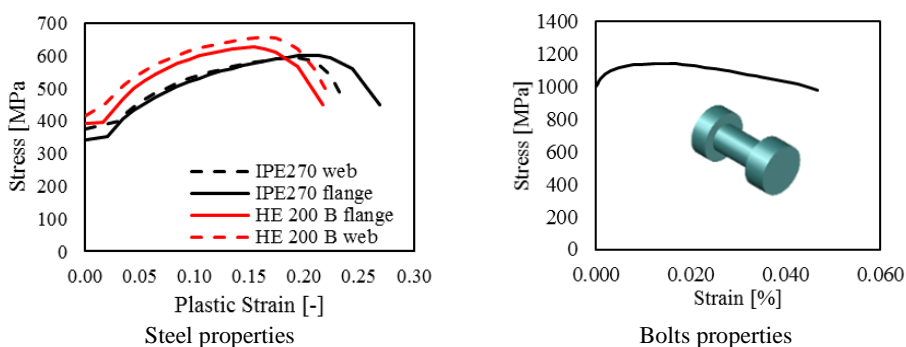 700
600
500
400
300
200
100
0
Stress [MPa]
0.00 0.05 0.10 0.15 0.20 0.25 0.30
Plastic Strain [-]
IPE270 web
IPE270 flange
HE 200 B flange
HE 200 B web
Steel properties
1400
1200
1000
800
600
400
200
0
Stress [MPa]
0.000 0.020 0.040 0.060
Strain [%]
Bolts properties